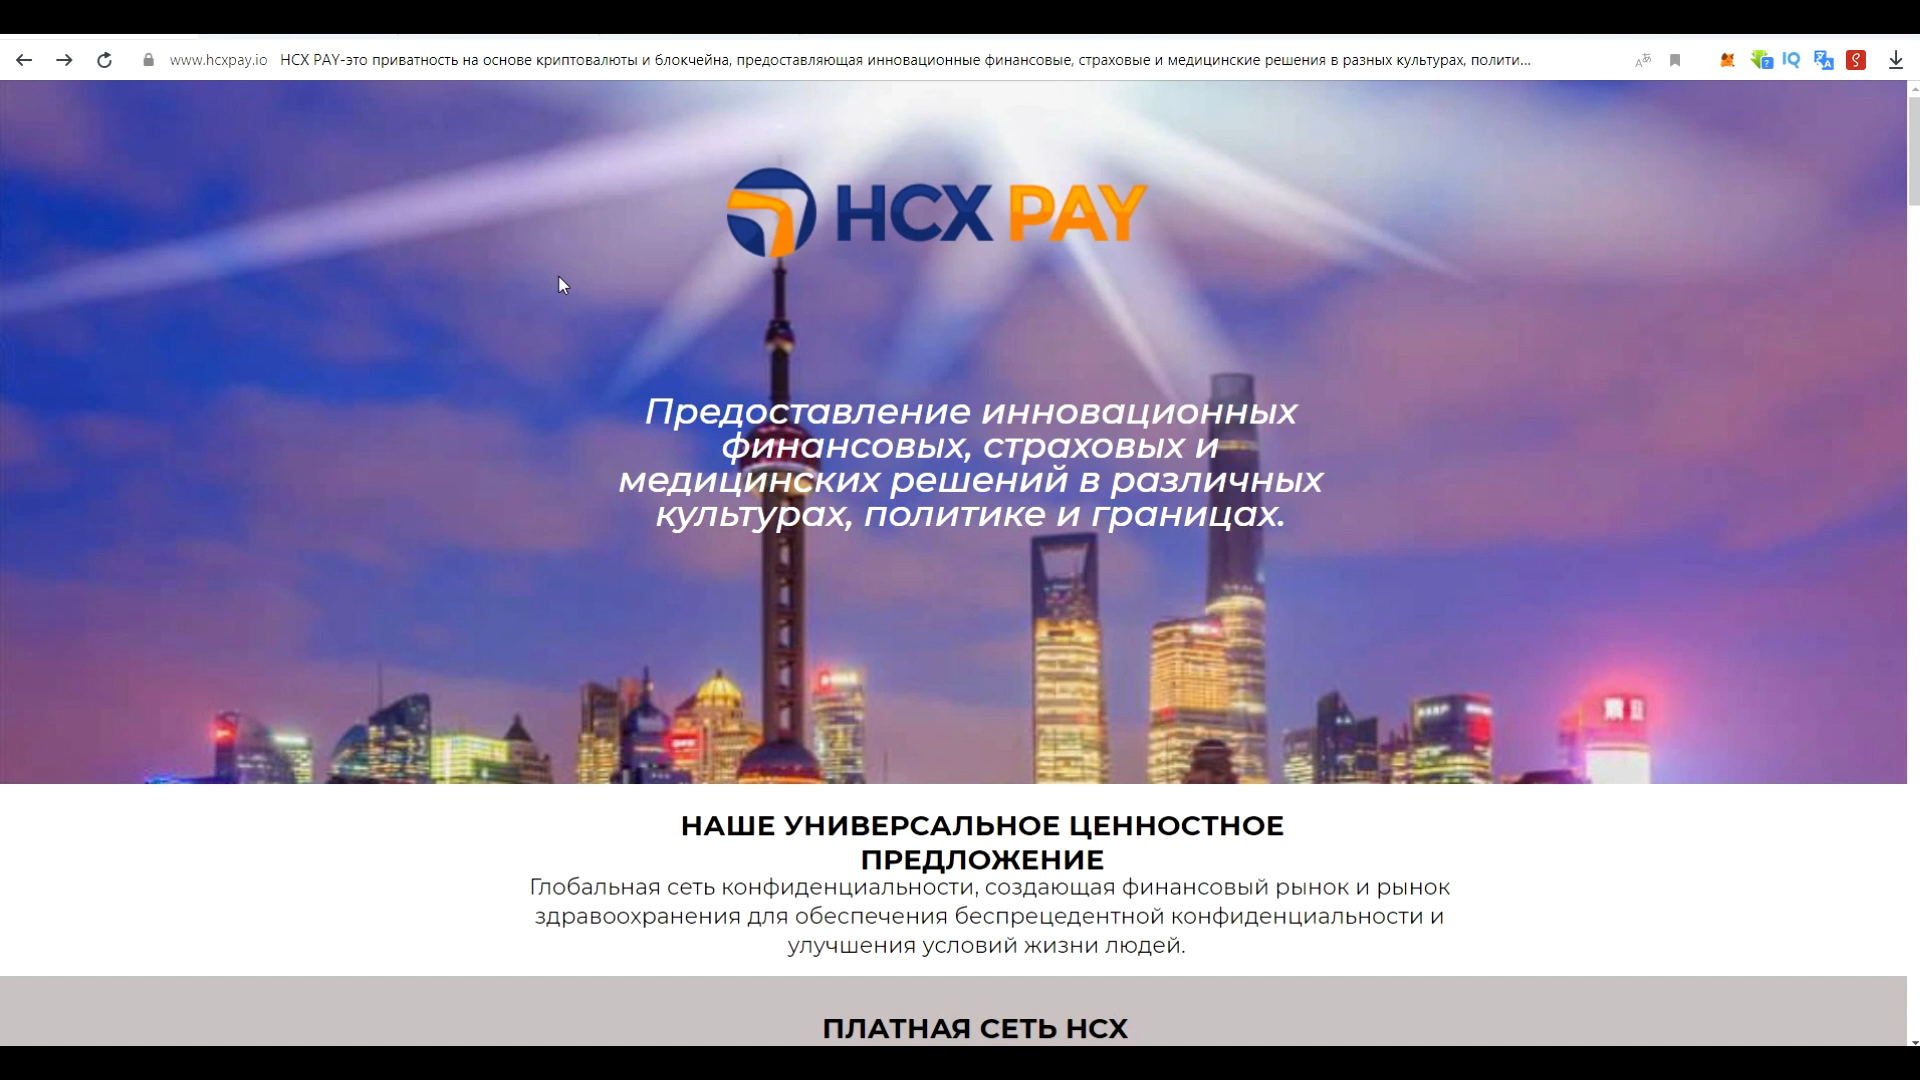 www.hcxpay.io HCX PAY-это приватность на основе криптовалюты и блокчейна, предоставляющая инновационные финансовые, страховые и медицинские решения в разных культурах, полити...
HCX PAY
Предоставление инновационных
финансовых, страховых и
медицинских решений в различных
культурах, политике и границах.
НАШЕ УНИВЕРСАЛЬНОЕ ЦЕННОСТНОЕ
ПРЕДЛОЖЕНИЕ
Глобальная сеть конфиденциальности, создающая финансовый рынок и рынок
здравоохранения для обеспечения беспрецедентной конфиденциальности и
улучшения условий жизни людей.
ПЛАТНАЯ СЕТЬ HCX